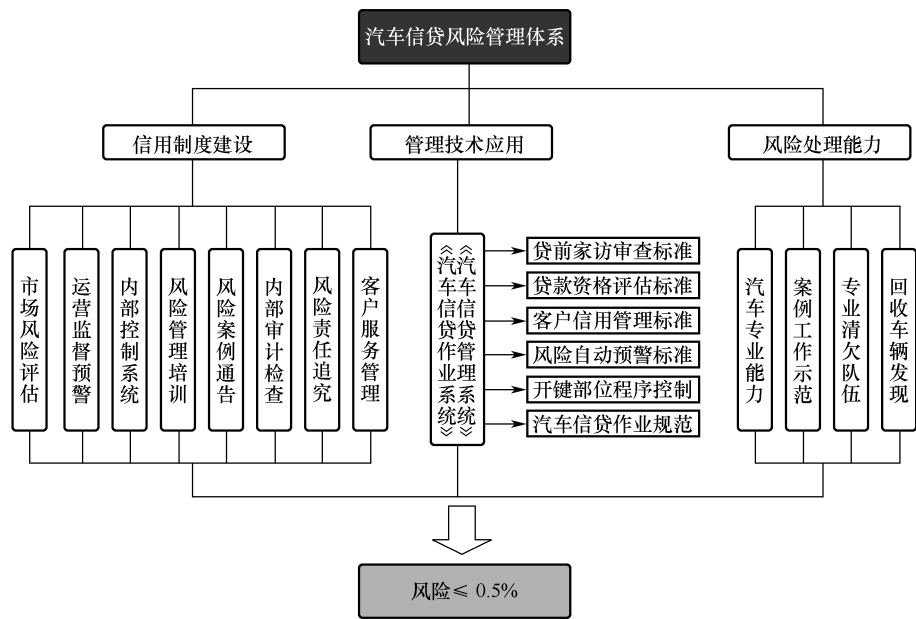 汽车信贷风险管理体系
信用制度建设
管理技术应用
风险处理能力
市场风险评估
运营监督预警
内部控制系统
风险管理培训
风险案例通告
内部审计检查
风险责任追究
客户服务管理
《汽车信贷作业系统》
《汽车信贷管理系统》
贷前家访审查标准
贷款资格评估标准
客户信用管理标准
风险自动预警标准
开键部位程序控制
汽车信贷作业规范
汽车专业能力
案例工作示范
专业清欠队伍
回收车辆发现
风险≤ 0.5%